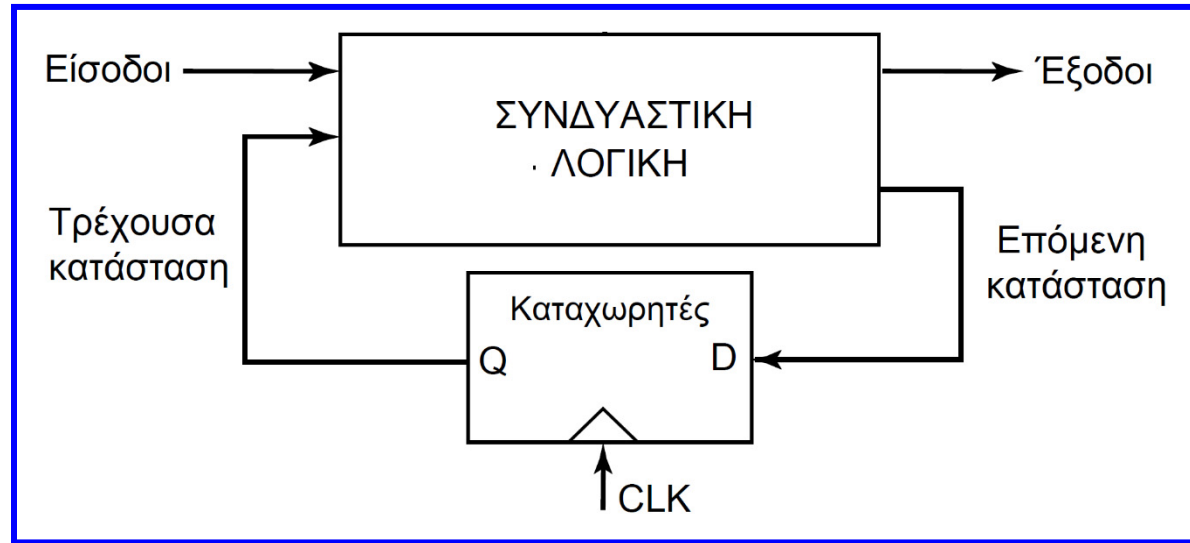 Είσοδοι
Έξοδοι
ΣΥΝΔΥΑΣΤΙΚΗ
ΛΟΓΙΚΗ
Τρέχουσα
κατάσταση
Επόμενη
κατάσταση
Καταχωρητές
Q
D
CLK